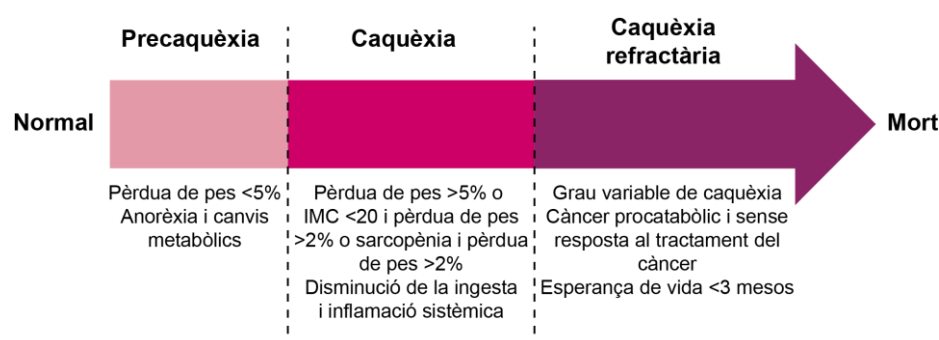 Precaquèxia
Caquèxia
Caquèxia
refractària
Normal
Mort
Pèrdua de pes <5%
Anorèxia i canvis
metabòlics
Pèrdua de pes >5% o
IMC <20 i pèrdua de pes
>2% o sarcopènia i pèrdua
de pes >2%
Disminució de la ingesta
i inflamació sistèmica
Grau variable de caquèxia
Càncer procatabòlic i sense
resposta al tractament del
càncer
Esperança de vida <3 mesos